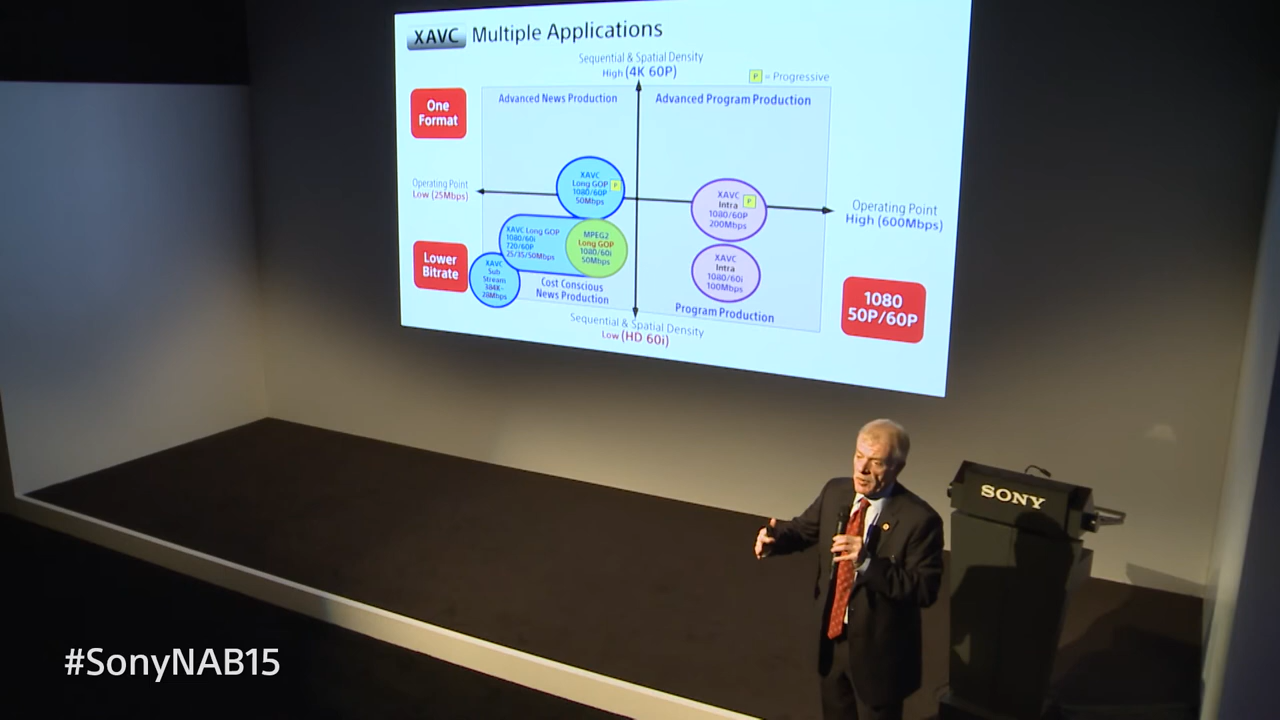 XAVC Multiple Applications
Sequential & Spatial Density
High (4K 60P)
P = Progressive
One
Format
Advanced News Production
Advanced Program Production
Operating Point
Low (25Mbps)
XAVC
Long GOP P
1080/60P
50Mbps
XAVC
Intra P
1080/60P
200Mbps
Operating Point
High (600Mbps)
Lower
Bitrate
XAVC Long GOP
1080/60i
720/60P
25/35/50Mbps
MPEG2
Long GOP
1080/60i
50Mbps
XAVC
Sub
Stream
384K-
28Mbps
XAVC
Intra
1080/60i
100Mbps
Cost Conscious
News Production
Program Production
1080
50P/60P
Sequential & Spatial Density
Low (HD 60i)
SONY
#SonyNAB15